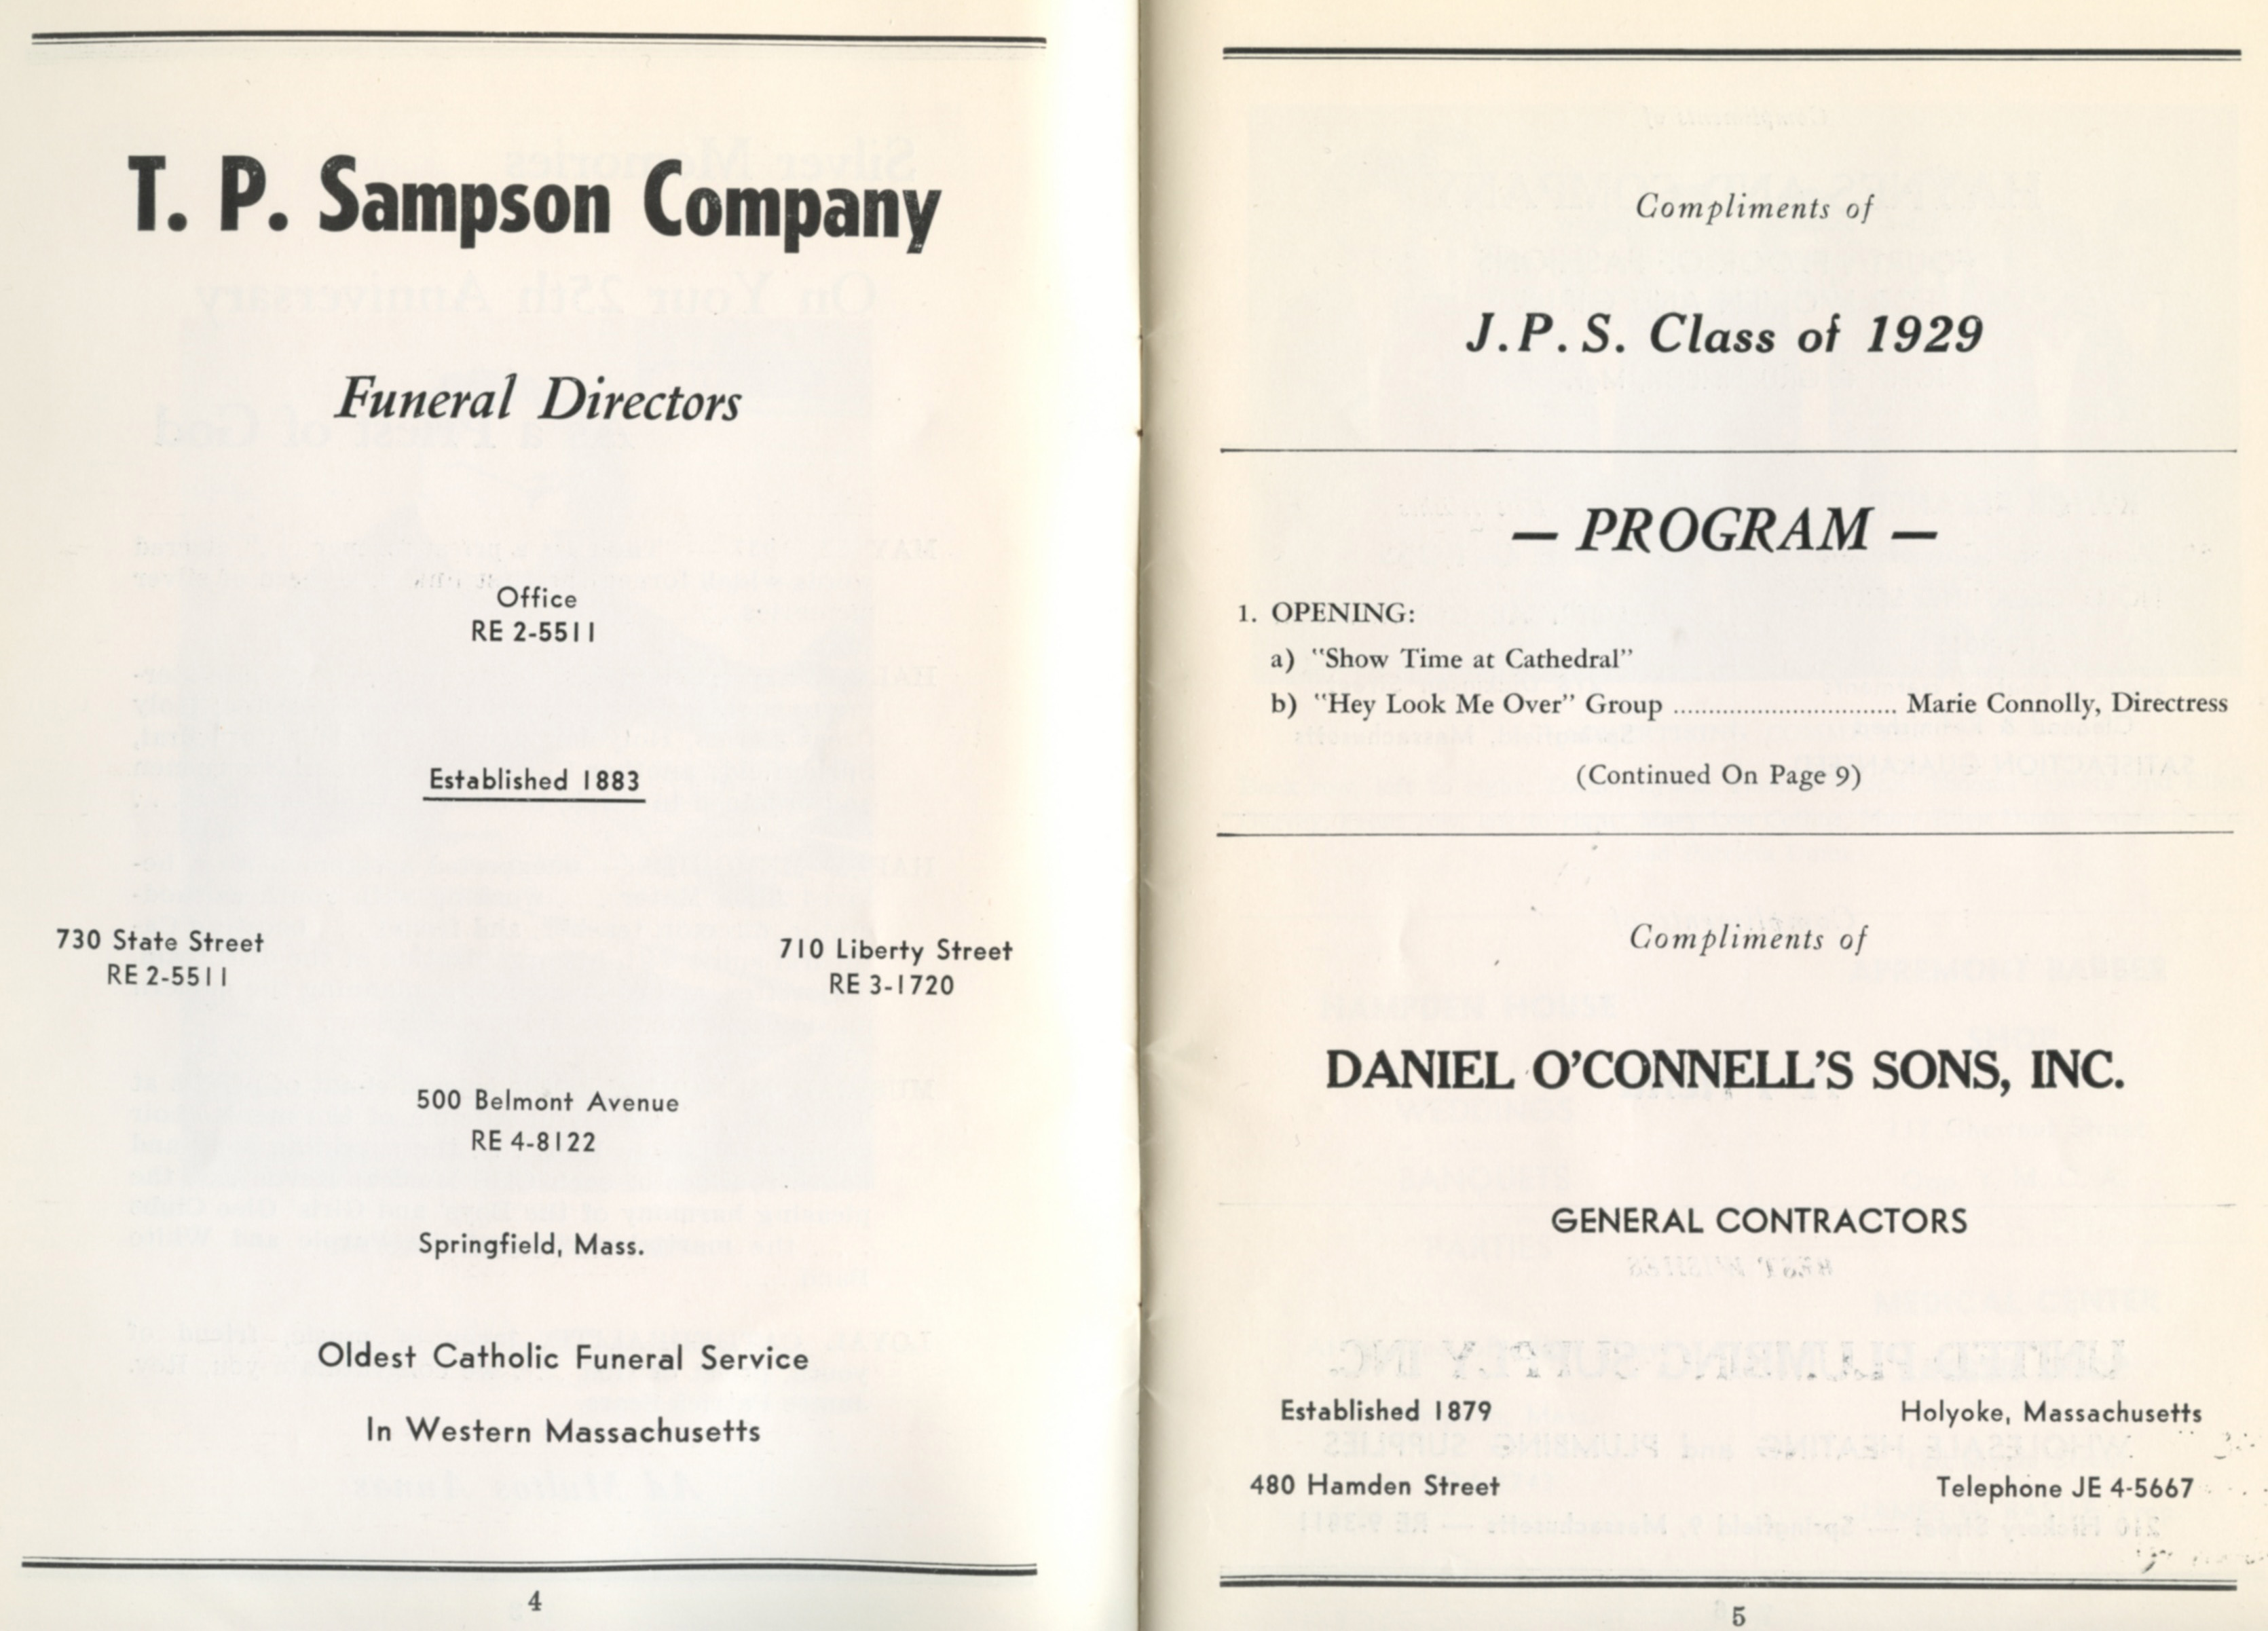 T. P. Sampson Company
Funeral Directors
Office
RE 2-5511
Established 1883
730 State Street
RE 2-5511
710 Liberty Street
RE 3-1720
500 Belmont Avenue
RE 4-8122
Springfield, Mass.
Oldest Catholic Funeral Service
In Western Massachusetts
4
Compliments of
J. P. S. Class of 1929
— PROGRAM —
1. OPENING:
a) "Show Time at Cathedral"
b) "Hey Look Me Over" Group ................................ Marie Connolly, Directress
(Continued On Page 9)
Compliments of
DANIEL O'CONNELL'S SONS, INC.
GENERAL CONTRACTORS
Established 1879
Holyoke, Massachusetts
480 Hamden Street
Telephone JE 4-5667
5